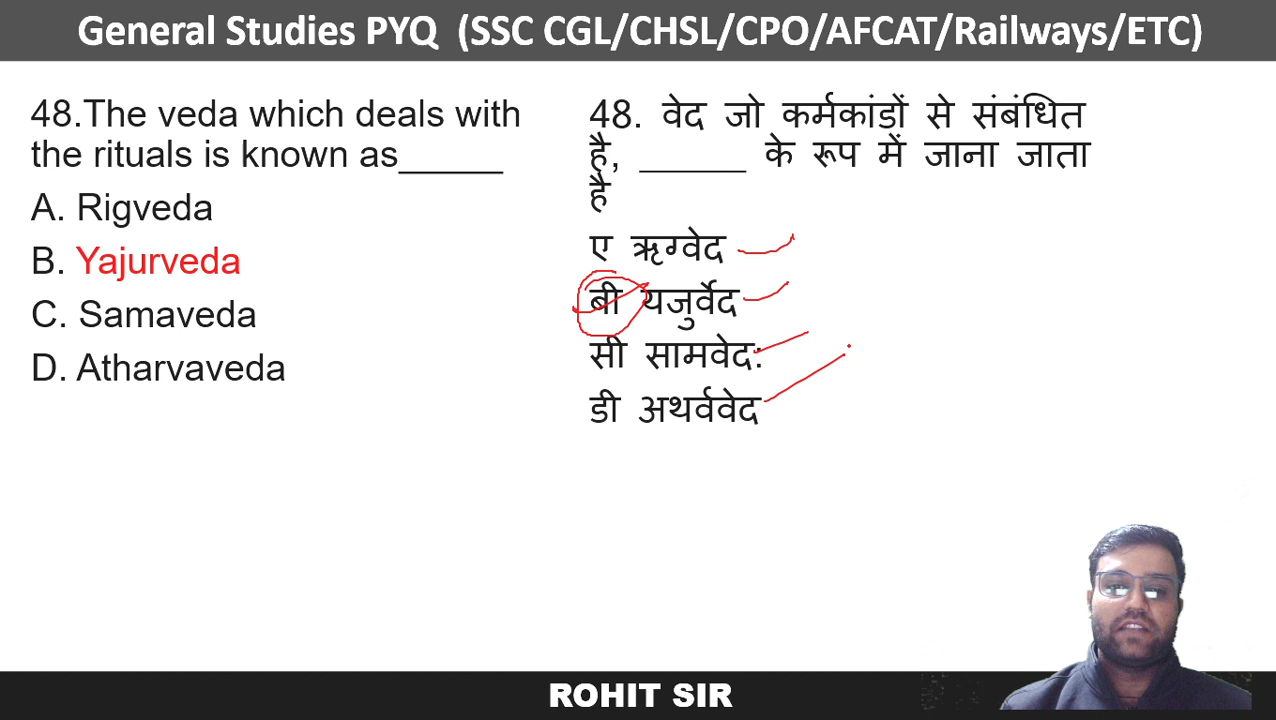 General Studies PYQ (SSC CGL/CHSL/CPO/AFCAT/Railways/ETC)
48.The veda which deals with
the rituals is known as______
A. Rigveda
B. Yajurveda
C. Samaveda
D. Atharvaveda
48. वेद जो कर्मकांडों से संबंधित
है, ______ के रूप में जाना जाता
है
ए ऋग्वेद
बी यजुर्वेद
सी सामवेद:
डी अथर्ववेद
ROHIT SIR